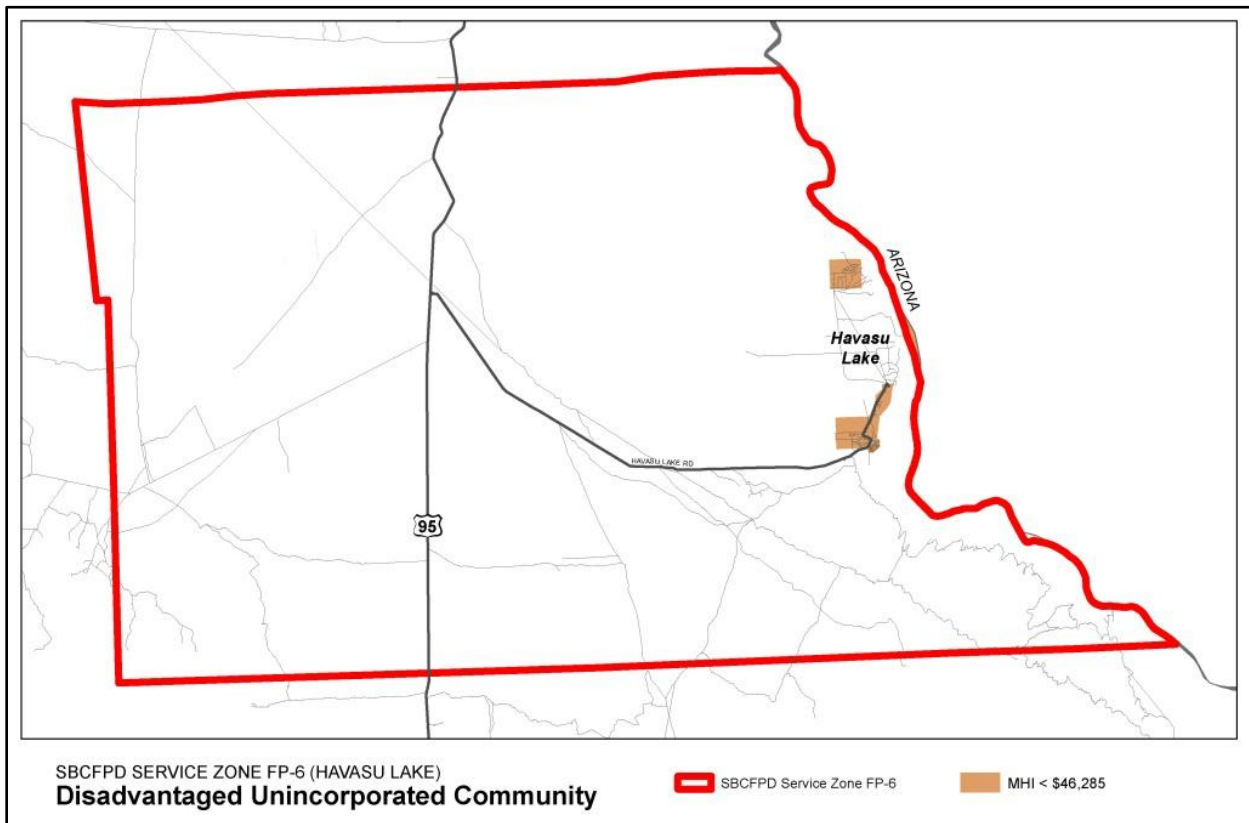 ARIZONA
Havasu
Lake
HAVASU LAKE RD
95
SBCFPD SERVICE ZONE FP-6 (HAVASU LAKE)
Disadvantaged Unincorporated Community
SBCFPD Service Zone FP-6
MHI < $46,285